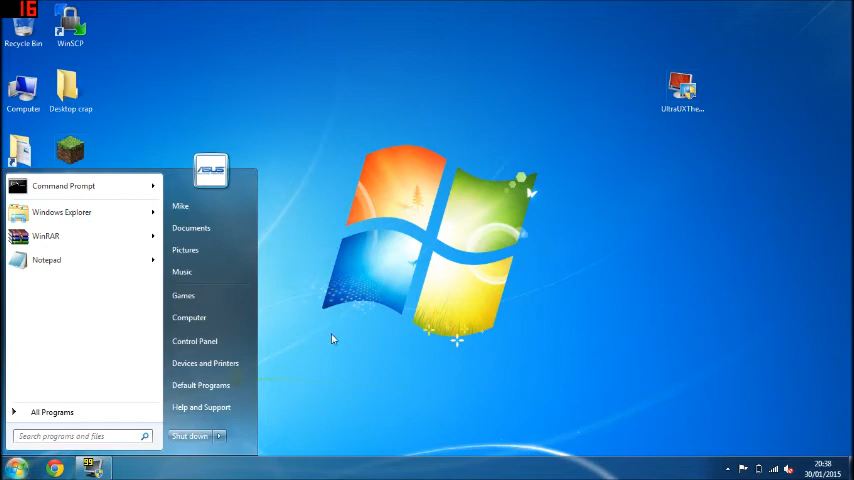 16
Recycle Bin
WinSCP
Computer
Desktop crap
UltraUXThe...
ASUS
Command Prompt
Windows Explorer
WinRAR
Notepad
All Programs
Search programs and files
Mike
Documents
Pictures
Music
Games
Computer
Control Panel
Devices and Printers
Default Programs
Help and Support
Shut down
99
20:38
30/01/2015